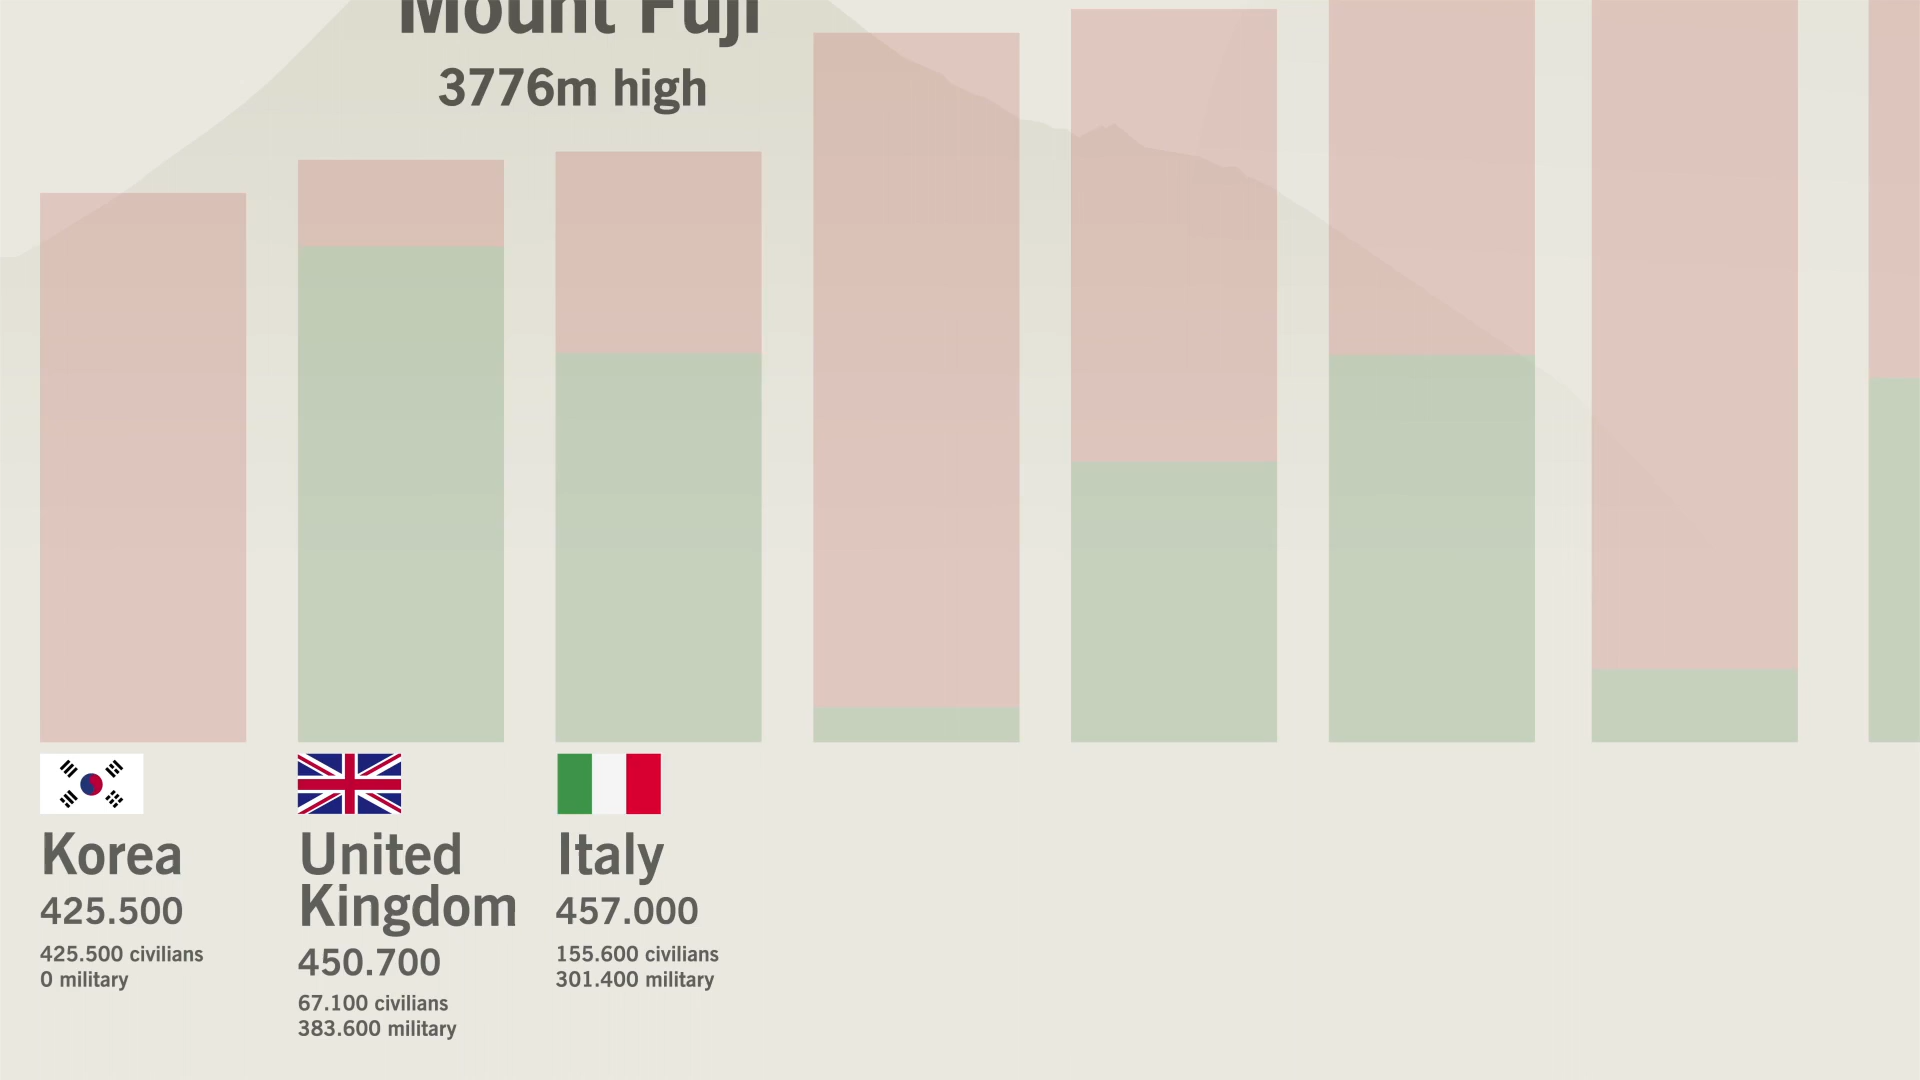 Mount Fuji
3776m high
Korea
425.500
425.500 civilians
0 military
United
Kingdom
450.700
67.100 civilians
383.600 military
Italy
457.000
155.600 civilians
301.400 military